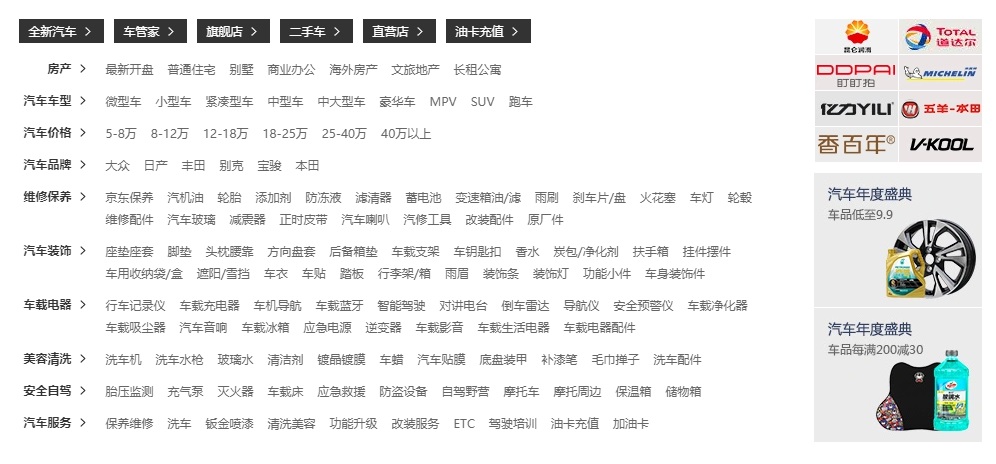 全新汽车 > 车管家 > 旗舰店 > 二手车 > 直营店 > 油卡充值 >
房产 > 最新开盘 普通住宅 别墅 商业办公 海外房产 文旅地产 长租公寓
汽车车型 > 微型车 小型车 紧凑型车 中型车 中大型车 豪华车 MPV SUV 跑车
汽车价格 > 5-8万 8-12万 12-18万 18-25万 25-40万 40万以上
汽车品牌 > 大众 日产 丰田 别克 宝骏 本田
维修保养 > 京东保养 汽机油 轮胎 添加剂 防冻液 滤清器 蓄电池 变速箱油/滤 雨刷 刹车片/盘 火花塞 车灯 轮毂
维修配件 汽车玻璃 减震器 正时皮带 汽车喇叭 汽修工具 改装配件 原厂件
汽车装饰 > 座垫座套 脚垫 头枕腰靠 方向盘套 后备箱垫 车载支架 车钥匙扣 香水 炭包/净化剂 扶手箱 挂件摆件
车用收纳袋/盒 遮阳/雪挡 车衣 车贴 踏板 行李架/箱 雨眉 装饰条 装饰灯 功能小件 车身装饰件
车载电器 > 行车记录仪 车载充电器 车机导航 车载蓝牙 智能驾驶 对讲电台 倒车雷达 导航仪 安全预警仪 车载净化器
车载吸尘器 汽车音响 车载冰箱 应急电源 逆变器 车载影音 车载生活电器 车载电器配件
美容清洗 > 洗车机 洗车水枪 玻璃水 清洁剂 镀晶镀膜 车蜡 汽车贴膜 底盘装甲 补漆笔 毛巾掸子 洗车配件
安全自驾 > 胎压监测 充气泵 灭火器 车载床 应急救援 防盗设备 自驾野营 摩托车 摩托周边 保温箱 储物箱
汽车服务 > 保养维修 洗车 钣金喷漆 清洗美容 功能升级 改装服务 ETC 驾驶培训 油卡充值 加油卡
昆仑润滑
TOTAL
道达尔
DDPAI
盯盯拍
MICHELIN
亿力YILI
五羊-本田
香百年®
V-KOOL
汽车年度盛典
车品低至9.9
汽车年度盛典
车品每满200减30